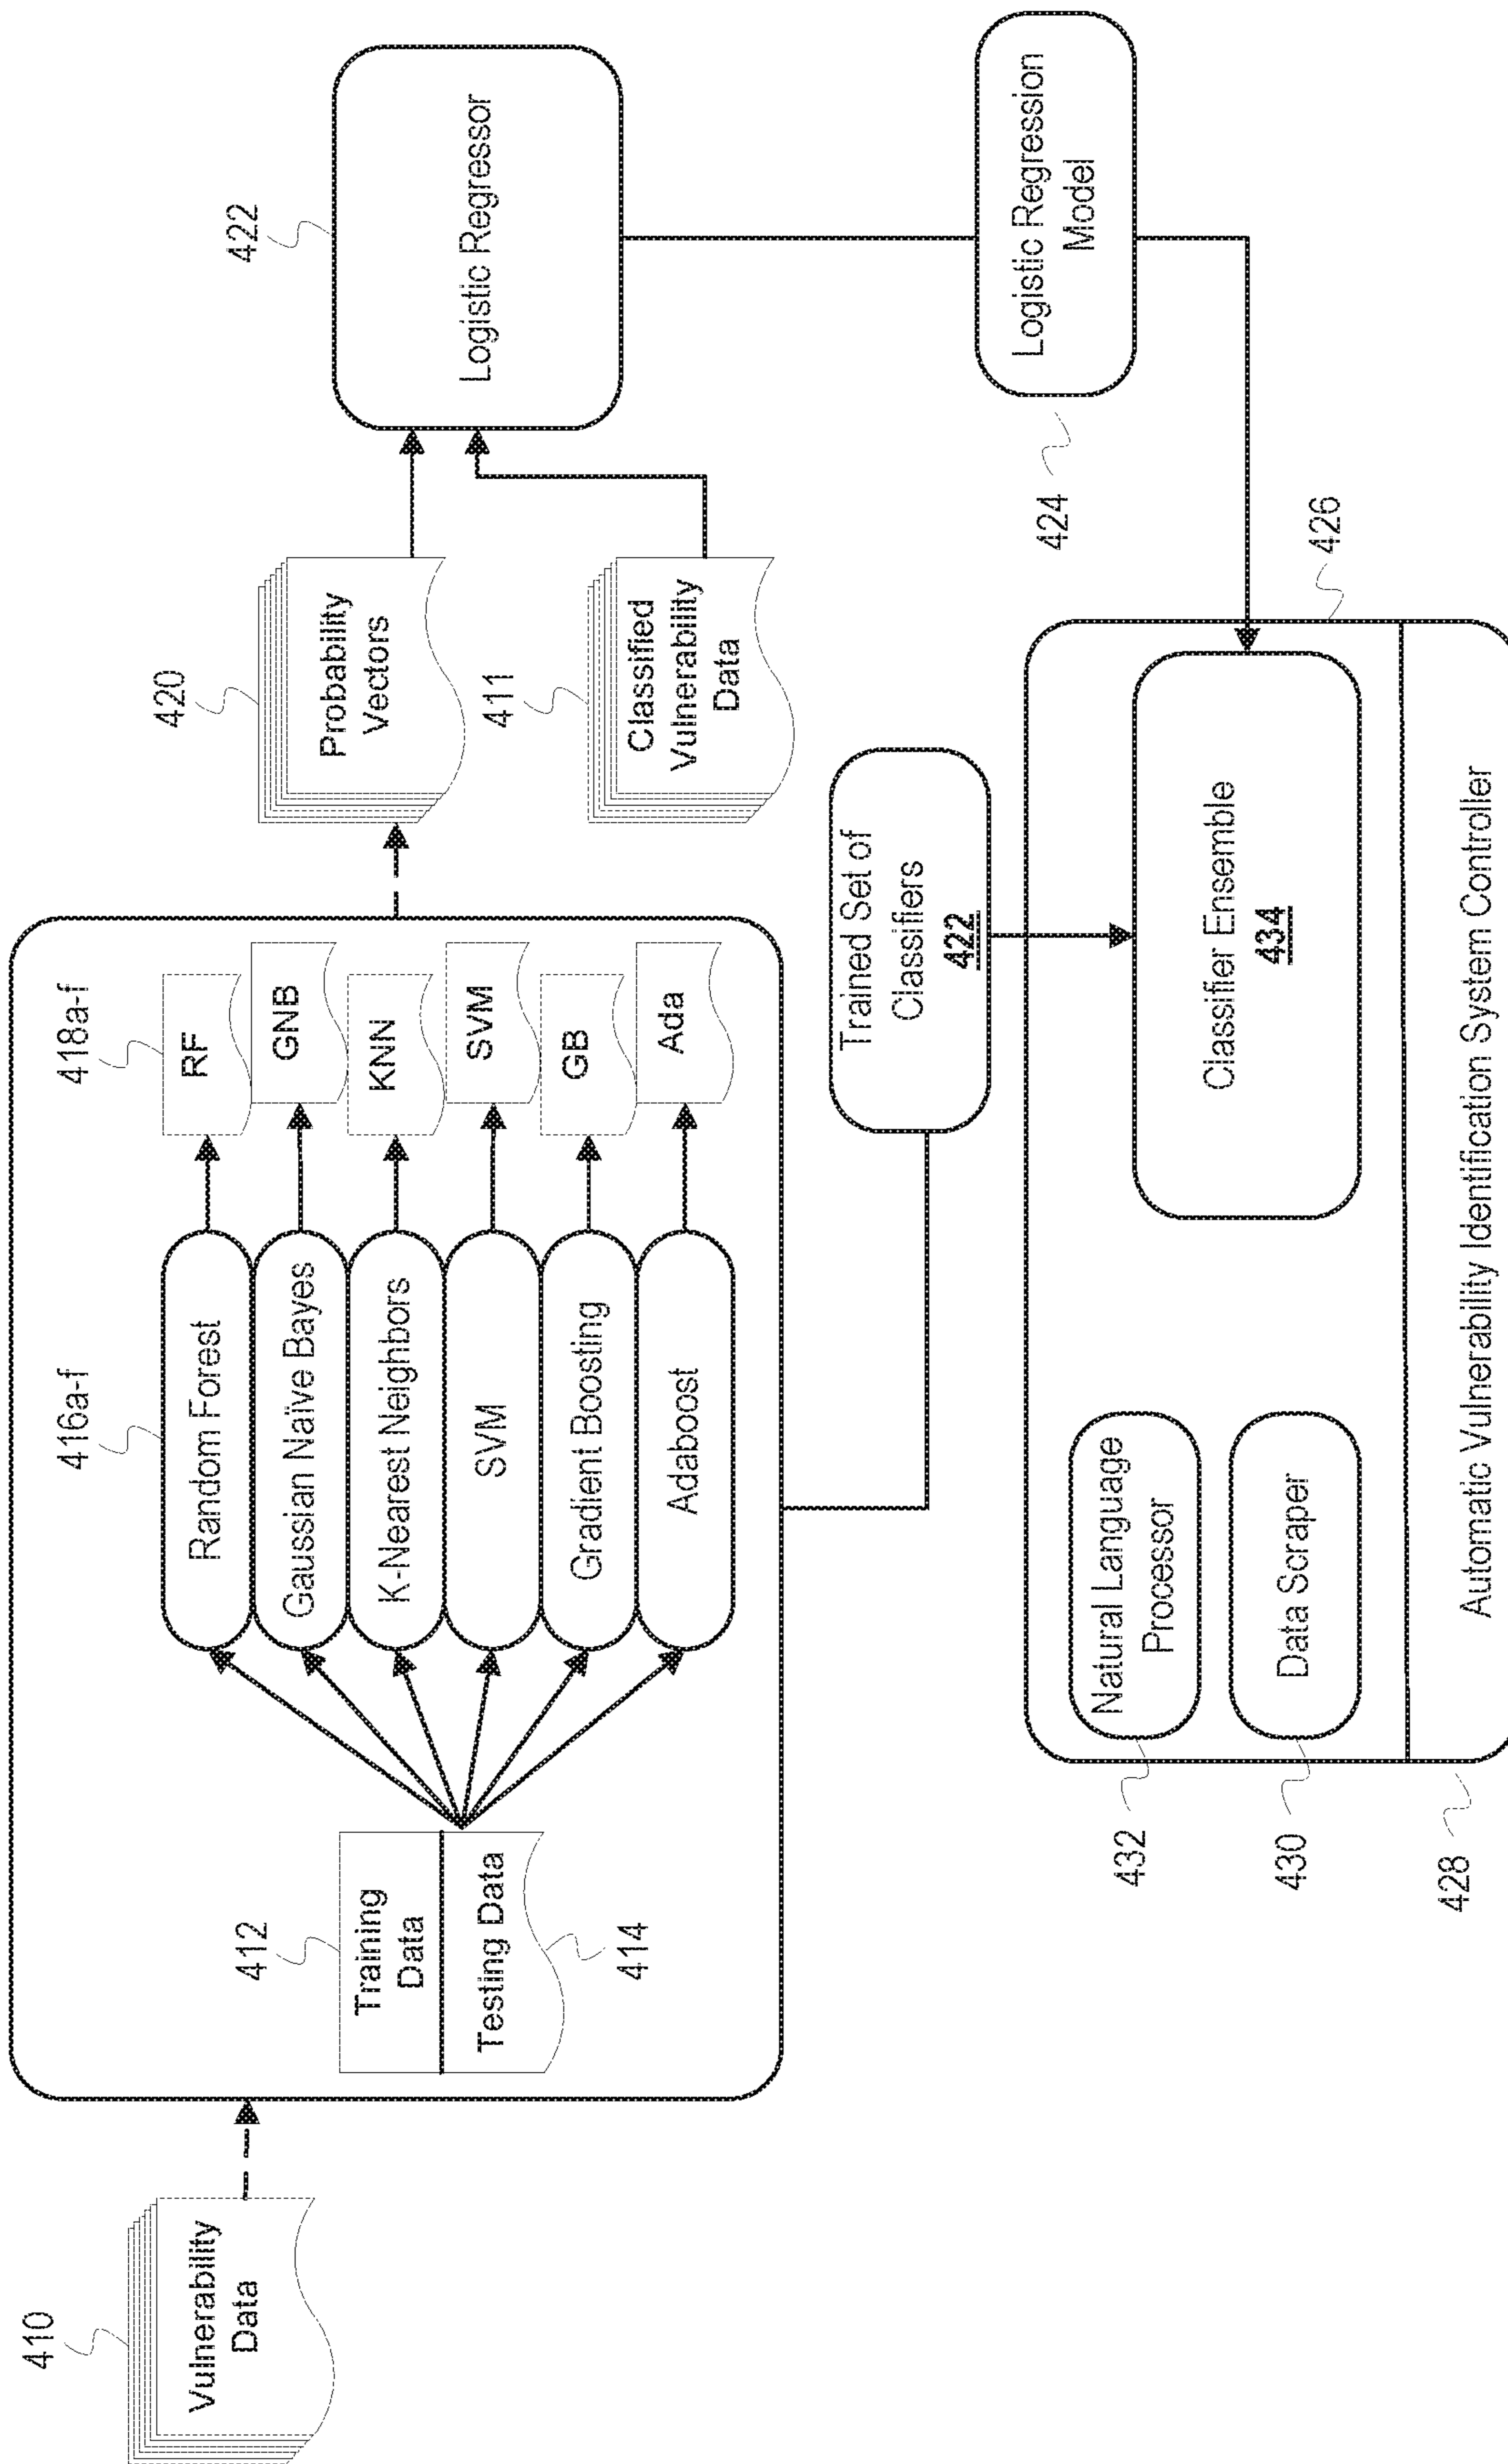 410
Vulnerability
Data
412
Training
Data
Testing Data
414
416a-f
Random Forest
Gaussian Naïve Bayes
K-Nearest Neighbors
SVM
Gradient Boosting
Adaboost
418a-f
RF
GNB
KNN
SVM
GB
Ada
420
Probability
Vectors
411
Classified
Vulnerability
Data
422
Logistic Regressor
Trained Set of
Classifiers
422
424
Logistic Regression
Model
426
432
Natural Language
Processor
430
Data Scraper
Classifier Ensemble
434
428
Automatic Vulnerability Identification System Controller